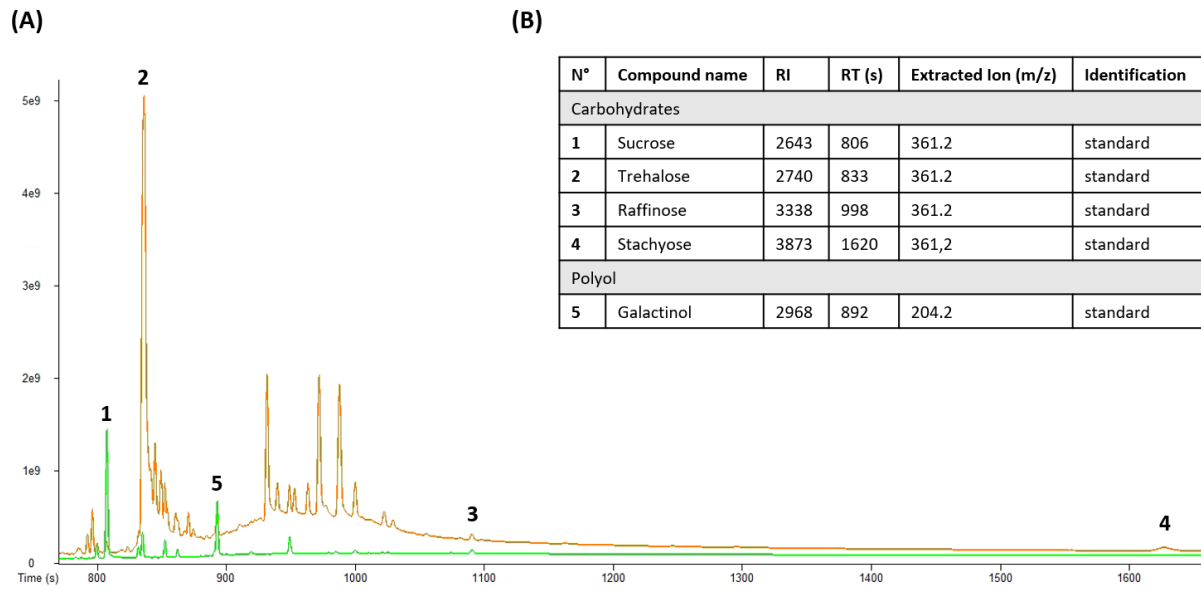 (A)
(B)
N° Compound name RI RT (s) Extracted Ion (m/z) Identification
Carbohydrates
1 Sucrose 2643 806 361.2 standard
2 Trehalose 2740 833 361.2 standard
3 Raffinose 3338 998 361.2 standard
4 Stachyose 3873 1620 361,2 standard
Polyol
5 Galactinol 2968 892 204.2 standard
2
5e9
4e9
3e9
2e9
1
1e9
5
3
4
0
Time (s) 800 900 1000 1100 1200 1300 1400 1500 1600